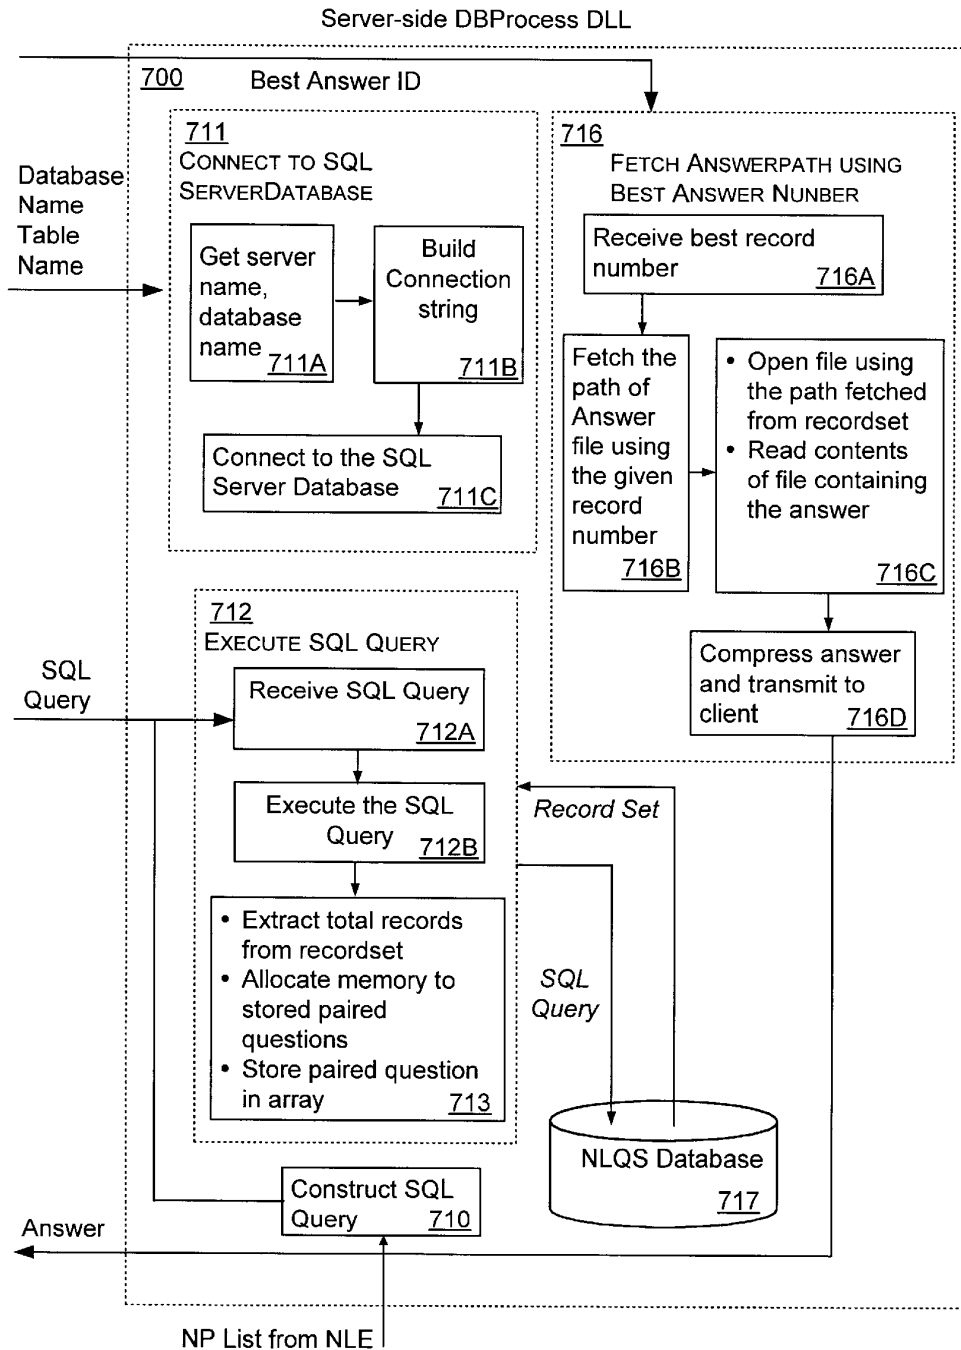 Server-side DBProcess DLL
700
Best Answer ID
711
CONNECT TO SQL
SERVERDATABASE
Database
Name
Table
Name
Get server
name,
database
name
711A
Build
Connection
string
711B
Connect to the SQL
Server Database
711C
716
FETCH ANSWERPATH USING
BEST ANSWER NUNBER
Receive best record
number
716A
Fetch the
path of
Answer
file using
the given
record
number
716B
• Open file using
the path fetched
from recordset
• Read contents
of file containing
the answer
716C
Compress answer
and transmit to
client
716D
712
EXECUTE SQL QUERY
SQL
Query
Receive SQL Query
712A
Execute the SQL
Query
712B
• Extract total records
from recordset
• Allocate memory to
stored paired
questions
• Store paired question
in array
713
Record Set
SQL
Query
NLQS Database
717
Construct SQL
Query 710
Answer
NP List from NLE